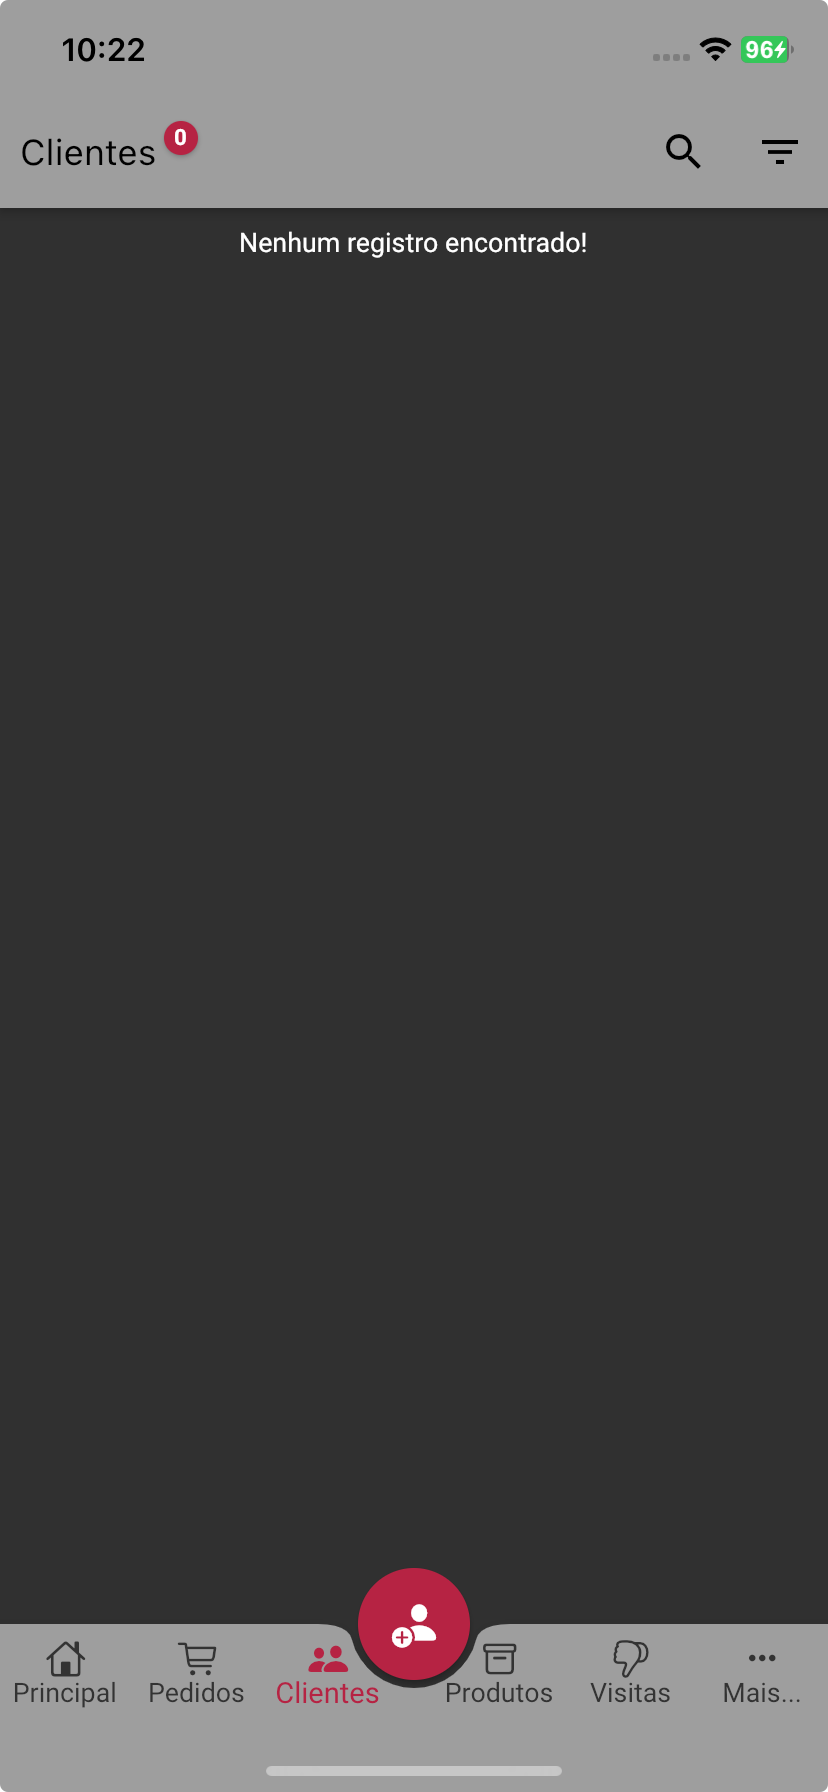 10:22
96
Clientes
0
Nenhum registro encontrado!
Principal
Pedidos
Clientes
Produtos
Visitas
Mais...